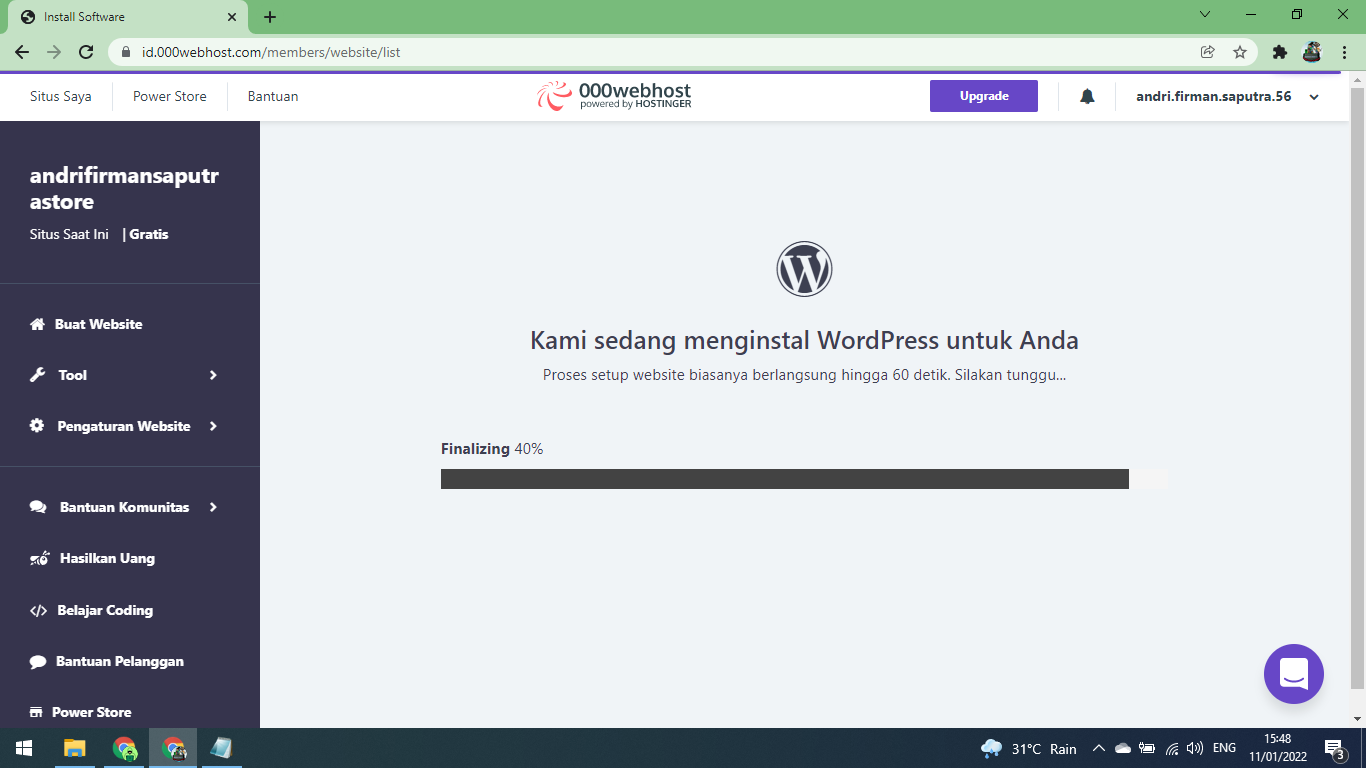 Install Software
id.000webhost.com/members/website/list
Situs Saya
Power Store
Bantuan
000webhost
powered by HOSTINGER
Upgrade
andri.firman.saputra.56
andrifirmansaputr
astore
Situs Saat Ini | Gratis
Buat Website
Tool
Pengaturan Website
Bantuan Komunitas
Hasilkan Uang
Belajar Coding
Bantuan Pelanggan
Power Store
Kami sedang menginstal WordPress untuk Anda
Proses setup website biasanya berlangsung hingga 60 detik. Silakan tunggu...
Finalizing 40%
31°C Rain
ENG
15:48
11/01/2022
3